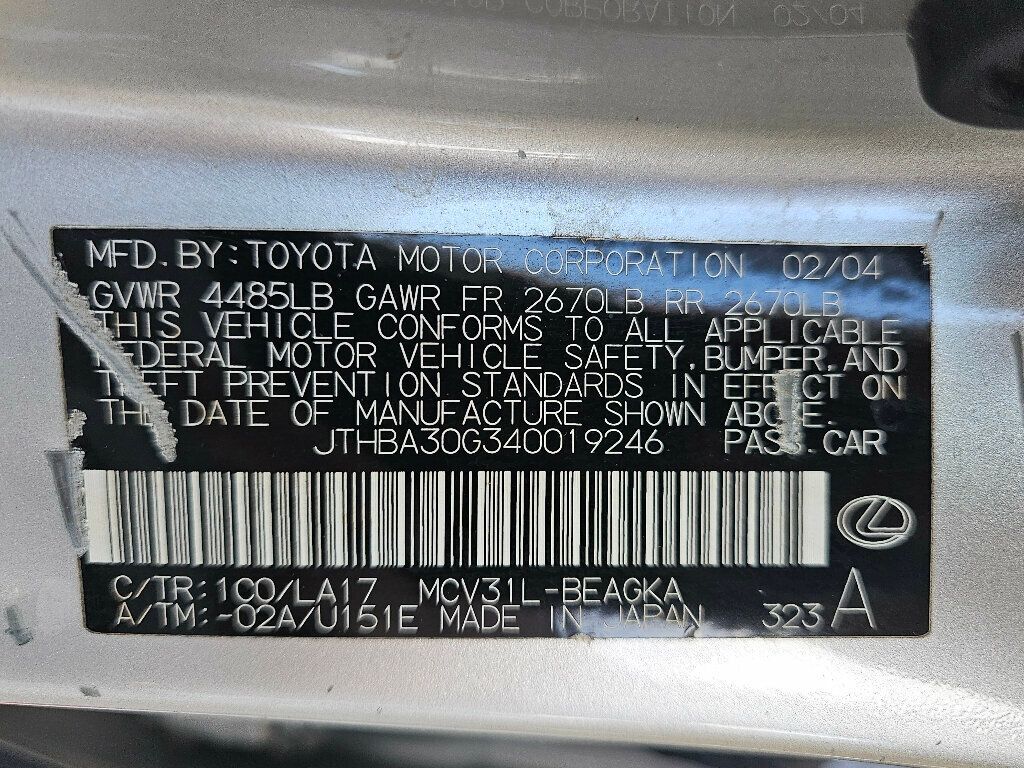 MFD. BY: TOYOTA MOTOR CORPORATION 02/04
GVWR 4485LB GAWR FR 2670LB RR 2670LB
THIS VEHICLE CONFORMS TO ALL APPLICABLE
FEDERAL MOTOR VEHICLE SAFETY, BUMPER, AND
THEFT PREVENTION STANDARDS IN EFFECT ON
THE DATE OF MANUFACTURE SHOWN ABOVE.
JTHBA30G340019246 PASS. CAR
C/TR: 1C0/LA17 MCV31L-BEAGKA
A/TM: -02A/U151E MADE IN JAPAN 323 A